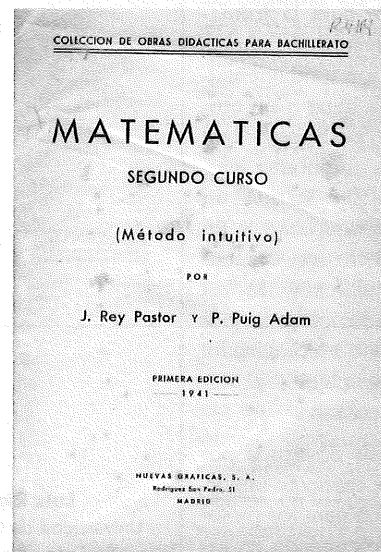 COLECCION DE OBRAS DIDACTICAS PARA BACHILLERATO
MATEMATICAS
SEGUNDO CURSO
(Método intuitivo)
POR
J. Rey Pastor Y P. Puig Adam
PRIMERA EDICION
1941
NUEVAS GRAFICAS, S. A.
Rodríguez San Pedro, 51
MADRID